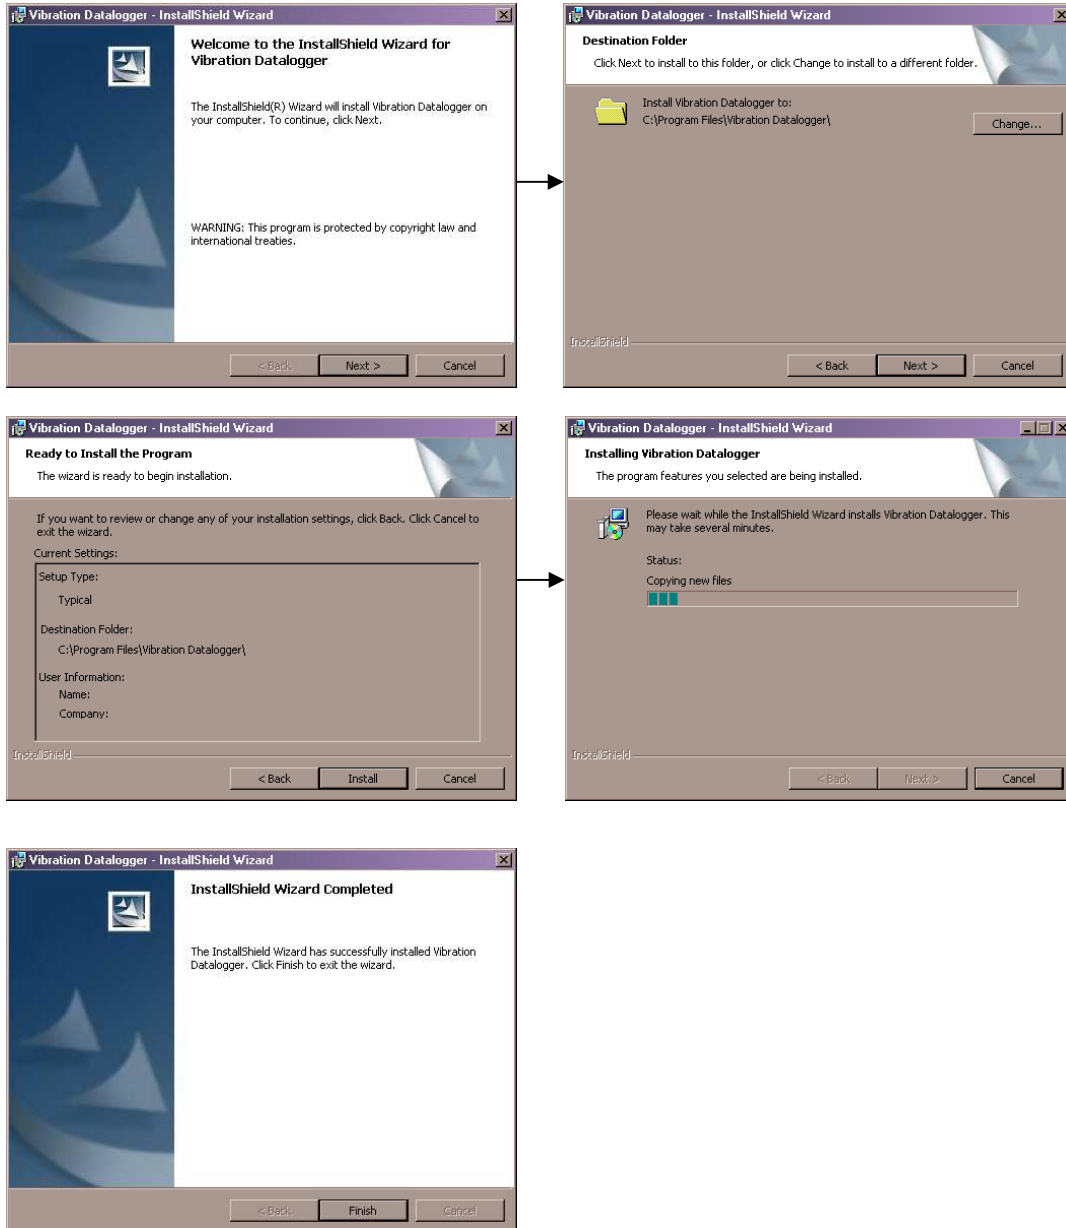 Vibration Datalogger - InstallShield Wizard
Welcome to the InstallShield Wizard for
Vibration Datalogger
The InstallShield(R) Wizard will install Vibration Datalogger on
your computer. To continue, click Next.
WARNING: This program is protected by copyright law and
international treaties.
< Back
Next >
Cancel
Vibration Datalogger - InstallShield Wizard
Destination Folder
Click Next to install to this folder, or click Change to install to a different folder.
Install Vibration Datalogger to:
C:\Program Files\Vibration Datalogger\
Change...
InstallShield
< Back
Next >
Cancel
Vibration Datalogger - InstallShield Wizard
Ready to Install the Program
The wizard is ready to begin installation.
If you want to review or change any of your installation settings, click Back. Click Cancel to
exit the wizard.
Current Settings:
Setup Type:
Typical
Destination Folder:
C:\Program Files\Vibration Datalogger\
User Information:
Name:
Company:
InstallShield
< Back
Install
Cancel
Vibration Datalogger - InstallShield Wizard
Installing Vibration Datalogger
The program features you selected are being installed.
Please wait while the InstallShield Wizard installs Vibration Datalogger. This
may take several minutes.
Status:
Copying new files
InstallShield
< Back
Next >
Cancel
Vibration Datalogger - InstallShield Wizard
InstallShield Wizard Completed
The InstallShield Wizard has successfully installed Vibration
Datalogger. Click Finish to exit the wizard.
< Back
Finish
Cancel